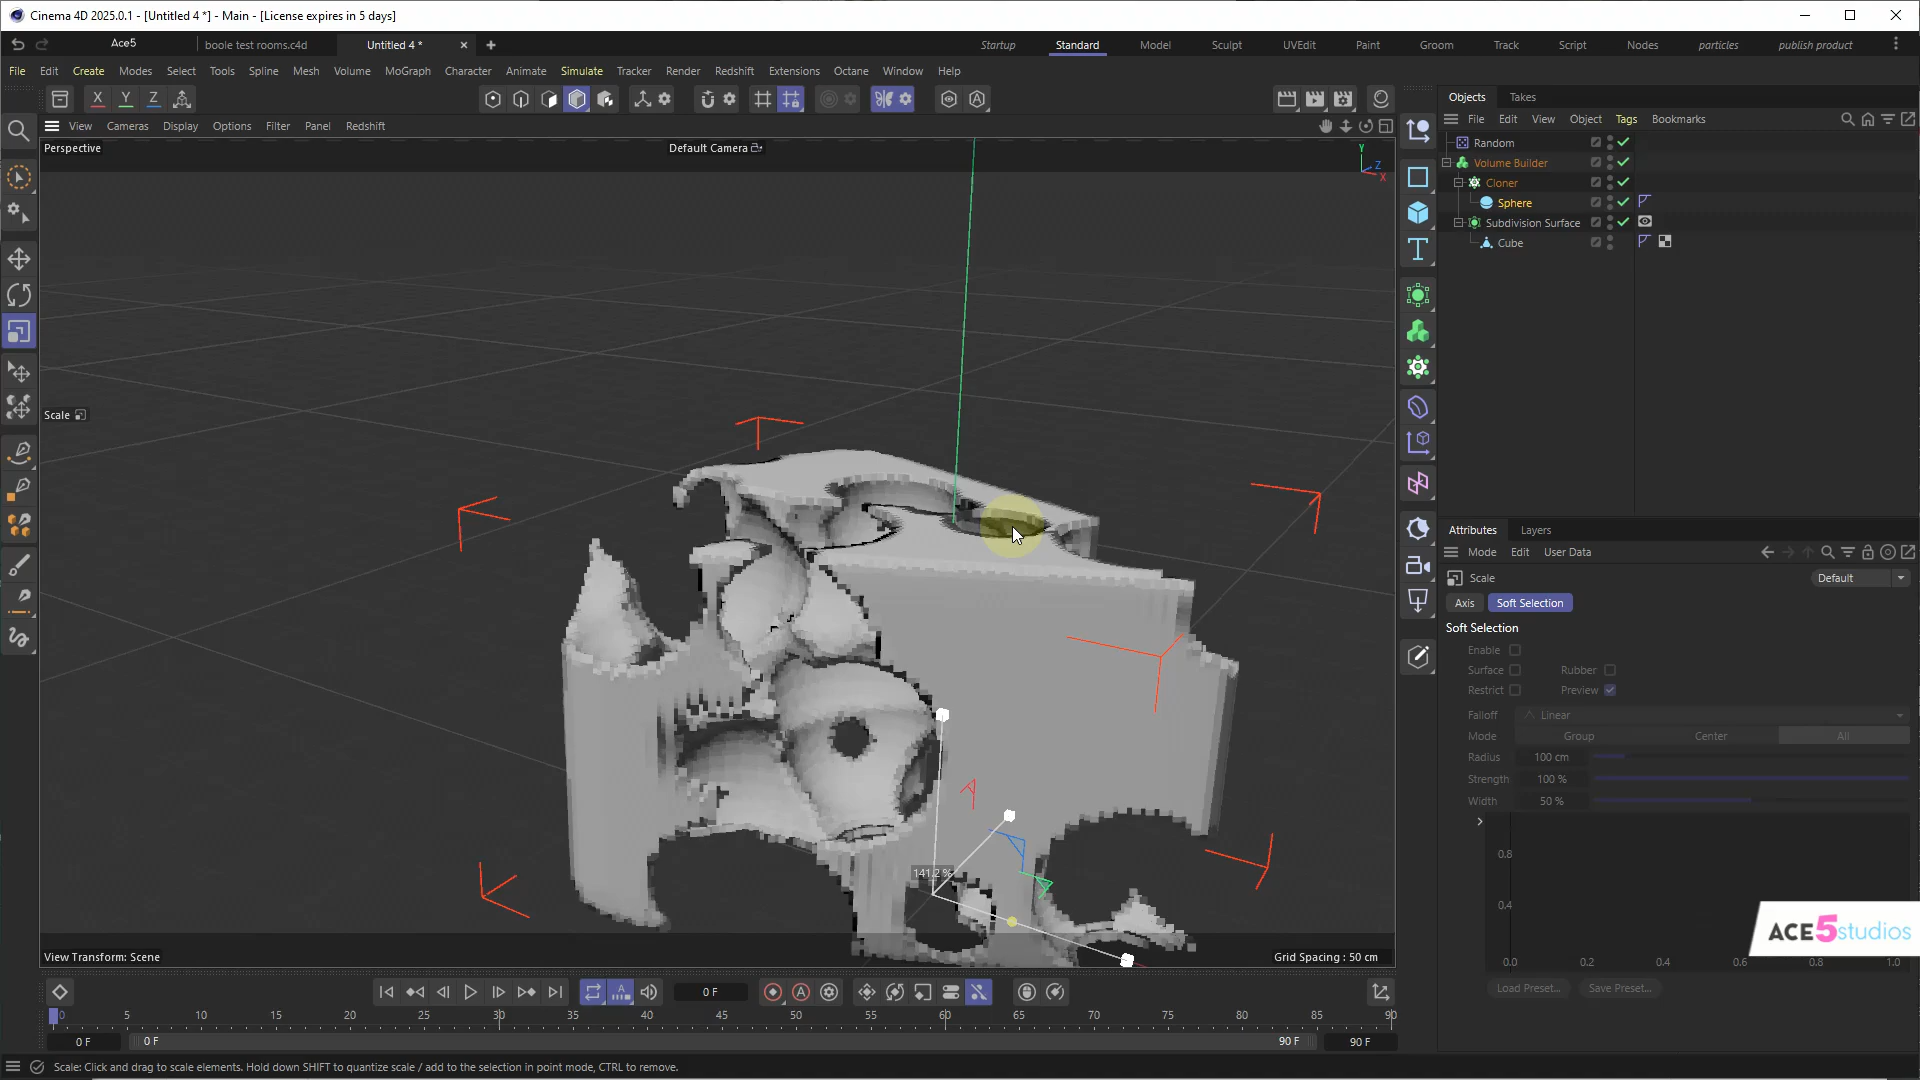 Cinema 4D 2025.0.1 - [Untitled 4 *] - Main - [License expires in 5 days]
Ace5
boole test rooms.c4d
Untitled 4 *
Startup
Standard
Model
Sculpt
UVEdit
Paint
Groom
Track
Script
Nodes
particles
publish product
File Edit Create Modes Select Tools Spline Mesh Volume MoGraph Character Animate Simulate Tracker Render Redshift Extensions Octane Window Help
X Y Z
Objects
Takes
View Cameras Display Options Filter Panel Redshift
File Edit View Object Tags Bookmarks
Perspective
Default Camera
Y
Z
X
Random
Volume Builder
Cloner
Sphere
Subdivision Surface
Cube
Scale
141.2 %
View Transform: Scene
Grid Spacing : 50 cm
Attributes
Layers
Mode Edit User Data
Scale
Default
Axis
Soft Selection
Soft Selection
Enable
Surface
Rubber
Restrict
Preview
Falloff
Linear
Mode
Group
Center
All
Radius
100 cm
Strength
100 %
Width
50 %
0.8
0.4
0.0 0.2 0.4 0.6 0.8 1.0
Load Preset...
Save Preset...
ACE5studios
0 F
0 5 10 15 20 25 30 35 40 45 50 55 60 65 70 75 80 85 90
0 F
0 F
90 F
90 F
Scale: Click and drag to scale elements. Hold down SHIFT to quantize scale / add to the selection in point mode, CTRL to remove.